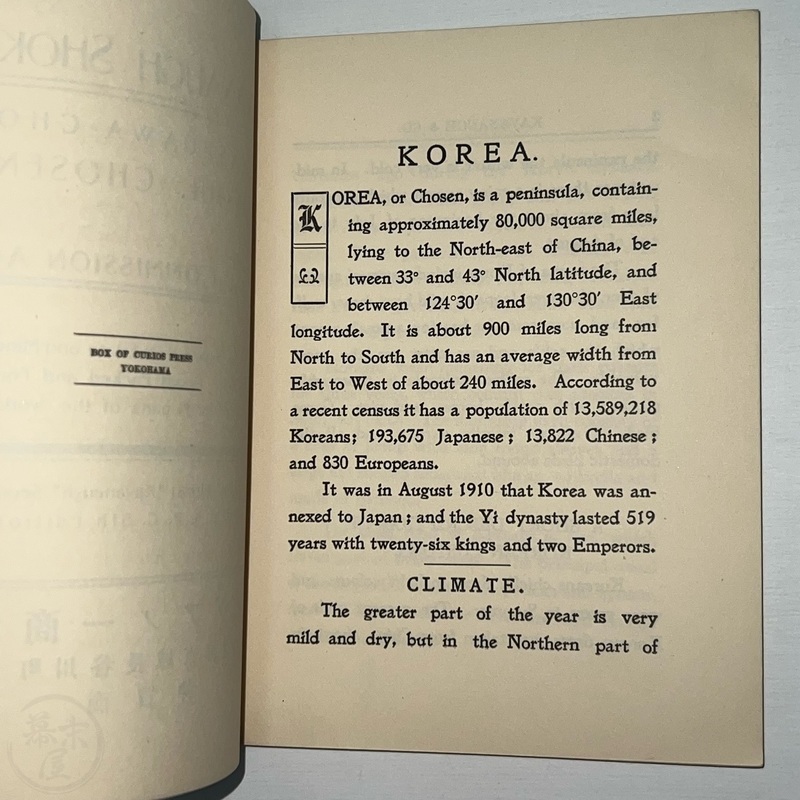 BOX OF CURIOS PRESS
YOKOHAMA
KOREA.
KOREA, or Chosen, is a peninsula, contain-
ing approximately 80,000 square miles,
lying to the North-east of China, be-
tween 33° and 43° North latitude, and
between 124°30′ and 130°30′ East
longitude. It is about 900 miles long from
North to South and has an average width from
East to West of about 240 miles. According to
a recent census it has a population of 13,589,218
Koreans; 193,675 Japanese; 13,822 Chinese;
and 830 Europeans.
It was in August 1910 that Korea was an-
nexed to Japan; and the Yi dynasty lasted 519
years with twenty-six kings and two Emperors.
CLIMATE.
The greater part of the year is very
mild and dry, but in the Northern part of
幕末屋